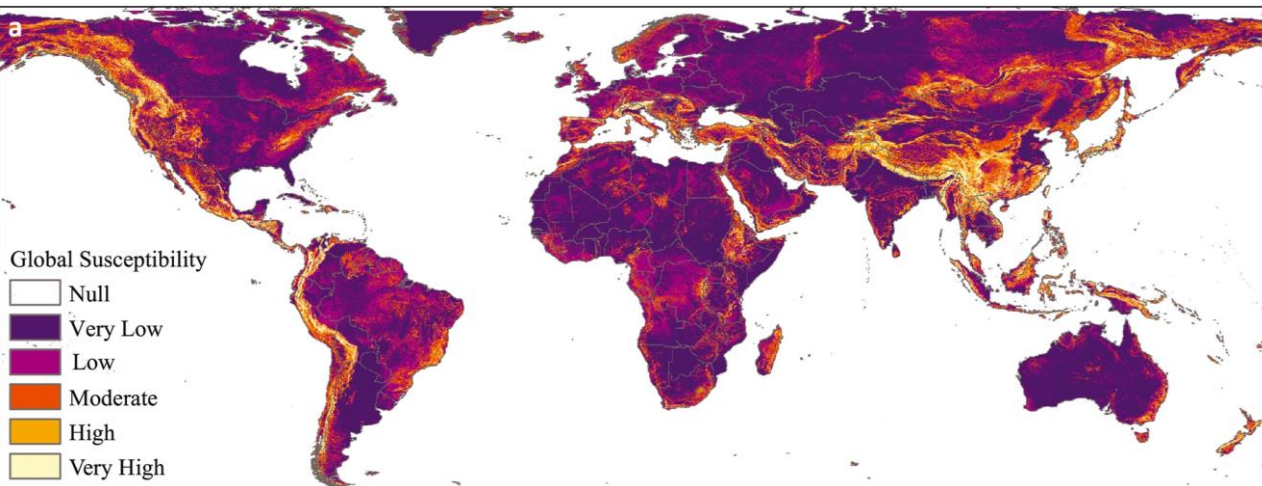 a
Global Susceptibility
Null
Very Low
Low
Moderate
High
Very High